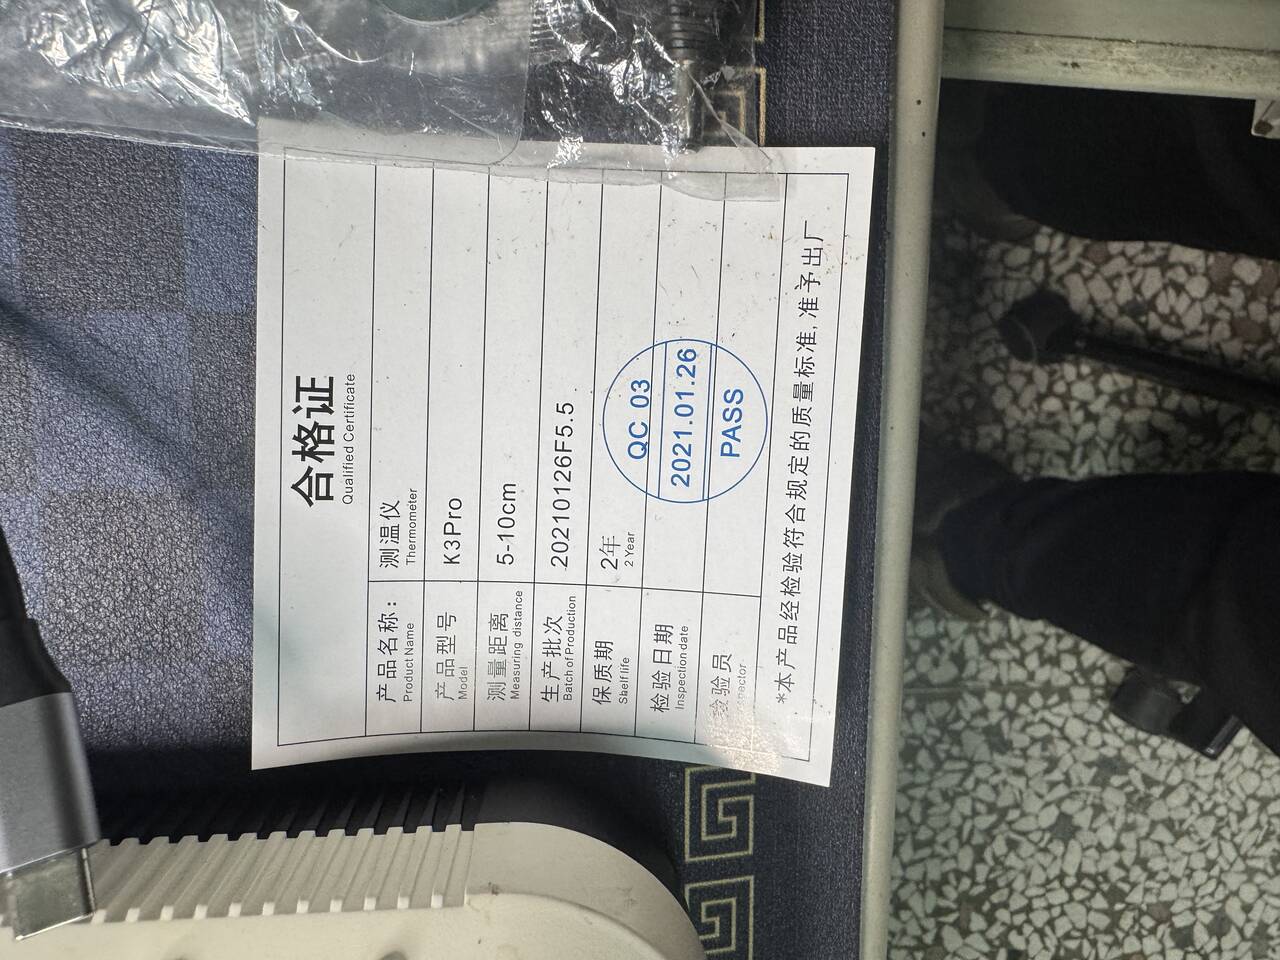 合格证
Qualified Certificate
产品名称： 测温仪
Product Name Thermometer
产品型号 K3Pro
Model
测量距离 5-10cm
Measuring distance
生产批次 20210126F5.5
Batch of Production
保质期 2年
Shelf life 2 Year
检验日期
Inspection date
检验员
Inspector
QC 03
2021.01.26
PASS
*本产品经检验符合规定的质量标准,准予出厂